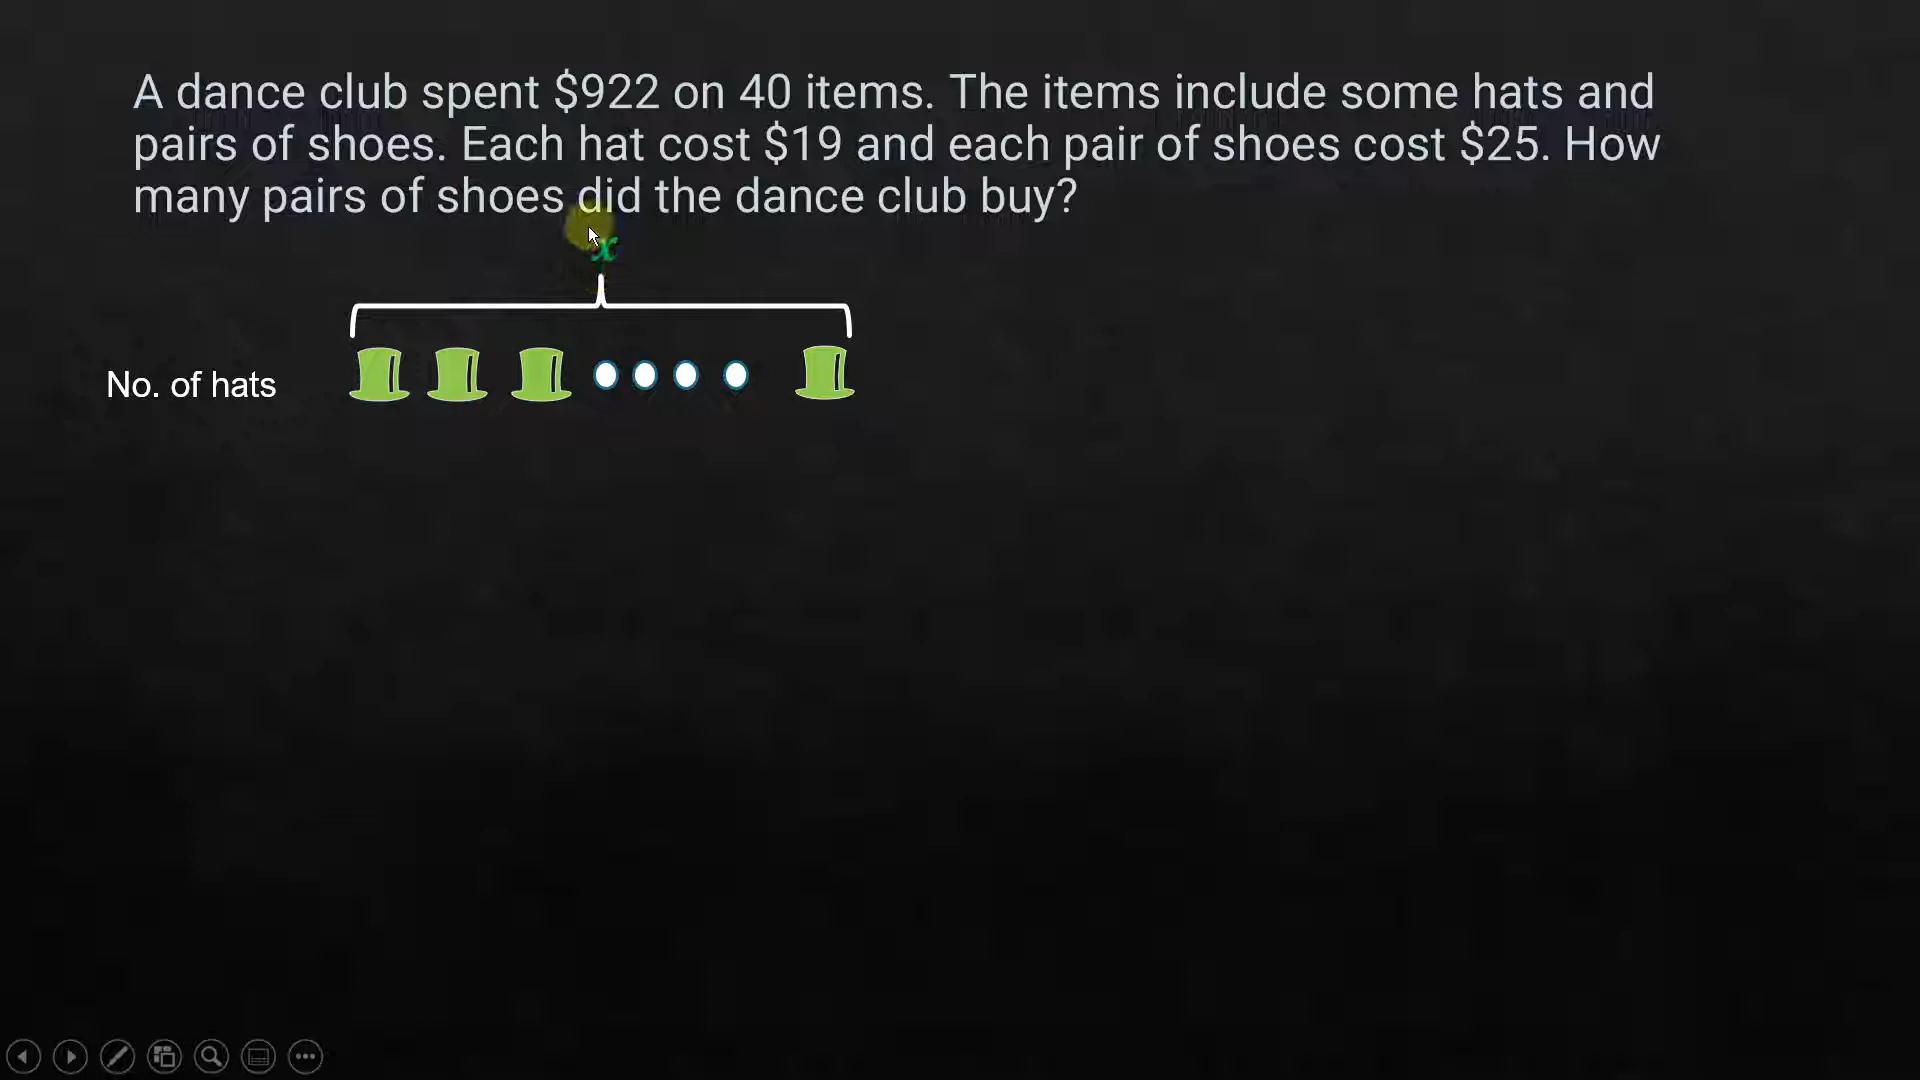 A dance club spent $922 on 40 items. The items include some hats and
pairs of shoes. Each hat cost $19 and each pair of shoes cost $25. How
many pairs of shoes did the dance club buy?
x
No. of hats